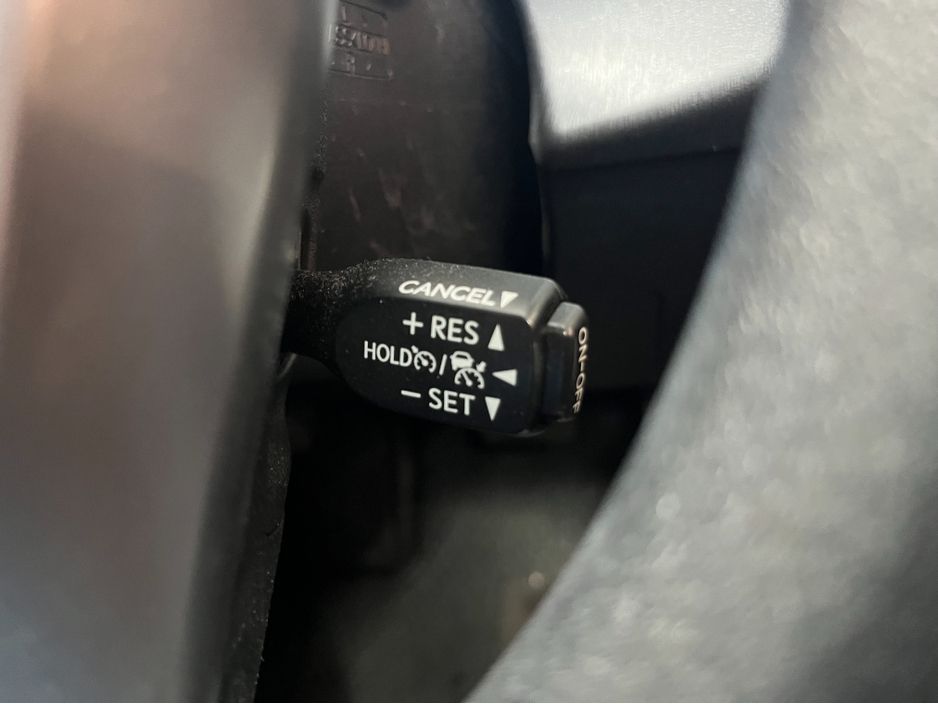 CANCEL▼
+ RES ▲
HOLD / ◀
− SET ▼
ON-OFF